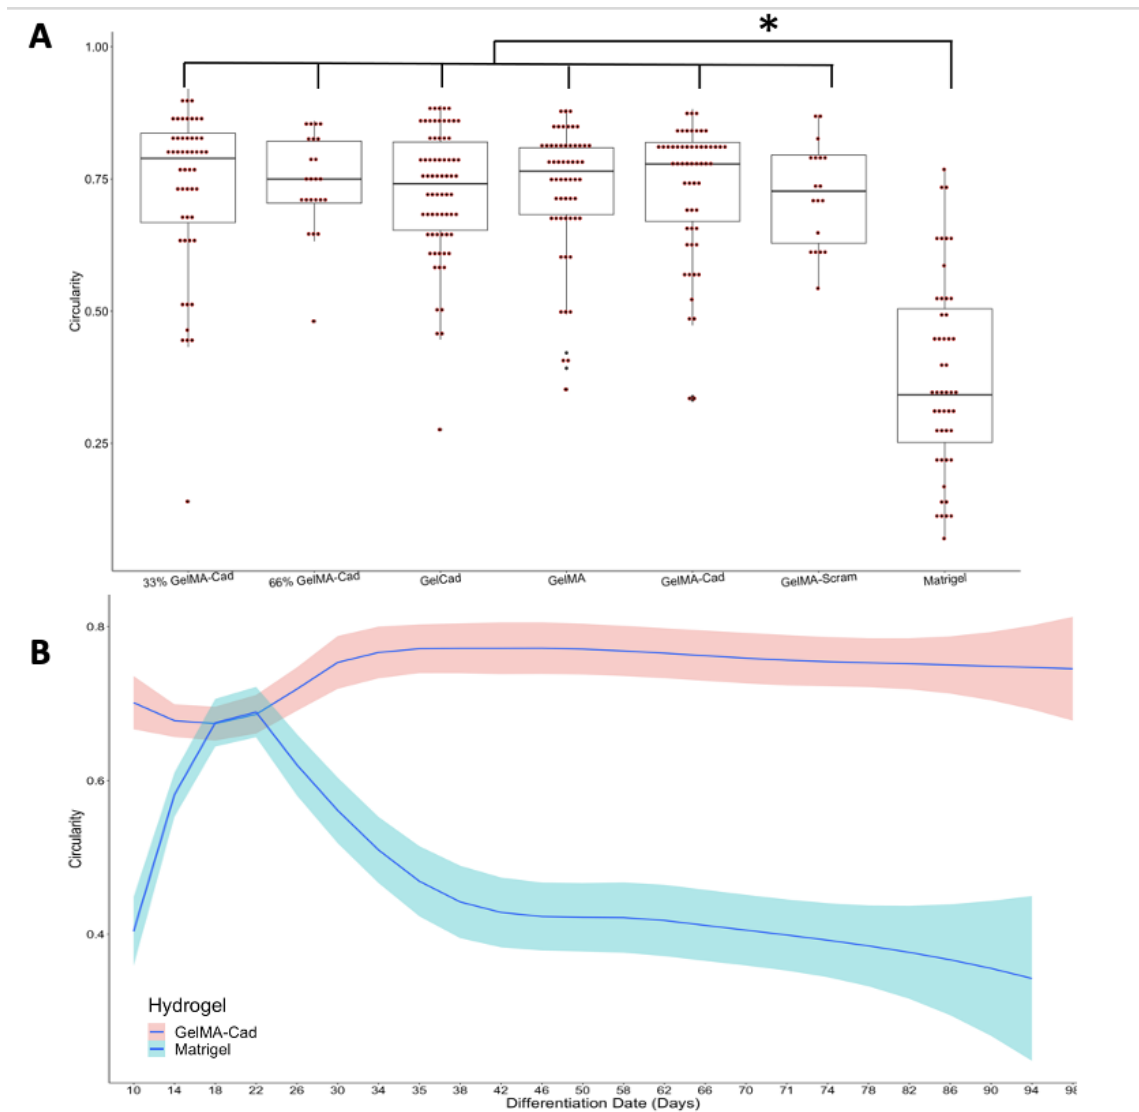 A
*
1.00
0.75
0.50
0.25
Circularity
33% GelMA-Cad 66% GelMA-Cad GelCad GelMA GelMA-Cad GelMA-Scram Matrigel
B
0.8
0.6
0.4
Circularity
Hydrogel
GelMA-Cad
Matrigel
10 14 18 22 26 30 34 35 38 42 46 50 58 62 66 70 71 74 78 82 86 90 94 98
Differentiation Date (Days)